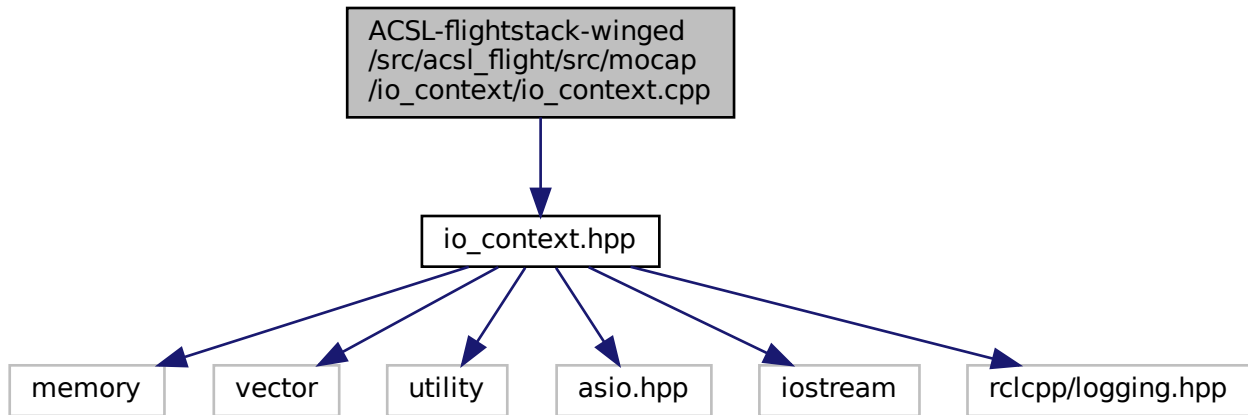 ACSL-flightstack-winged
/src/acsl_flight/src/mocap
/io_context/io_context.cpp
io_context.hpp
memory
vector
utility
asio.hpp
iostream
rclcpp/logging.hpp